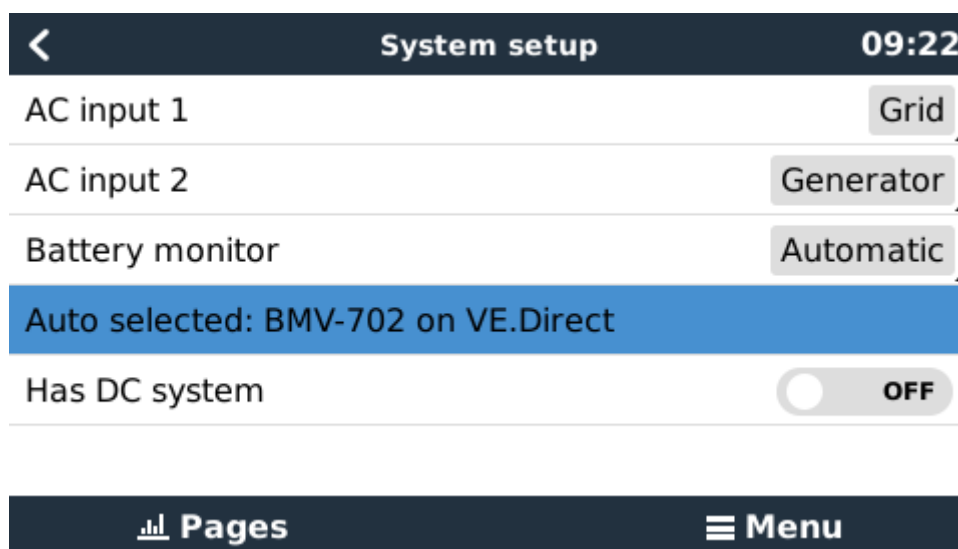 System setup 09:22
AC input 1 Grid
AC input 2 Generator
Battery monitor Automatic
Auto selected: BMV-702 on VE.Direct
Has DC system OFF
Pages Menu